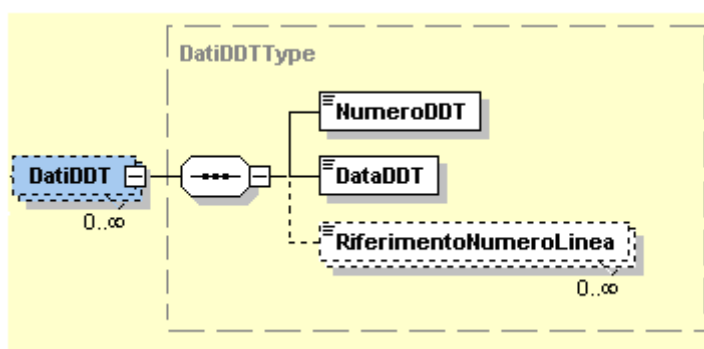 DatiDDTType
NumeroDDT
DatiDDT
DataDDT
0..∞
RiferimentoNumeroLinea
0..∞